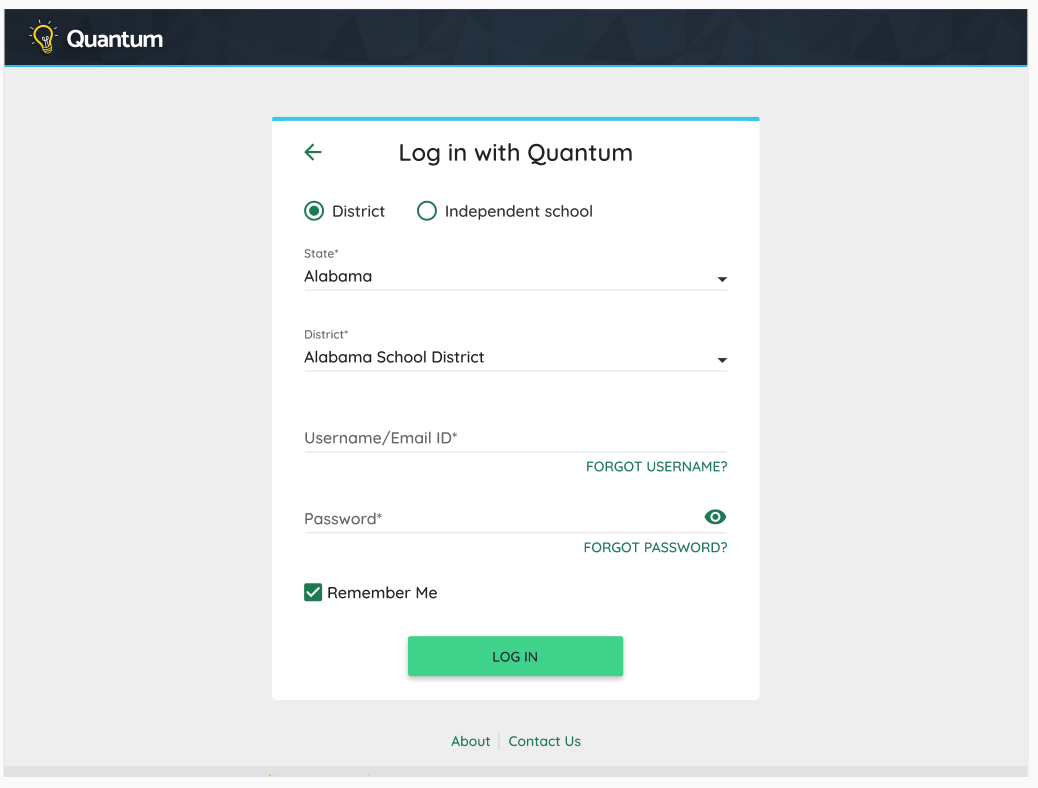 Quantum
Log in with Quantum
District
Independent school
State*
Alabama
District*
Alabama School District
Username/Email ID*
FORGOT USERNAME?
Password*
FORGOT PASSWORD?
Remember Me
LOG IN
About
Contact Us